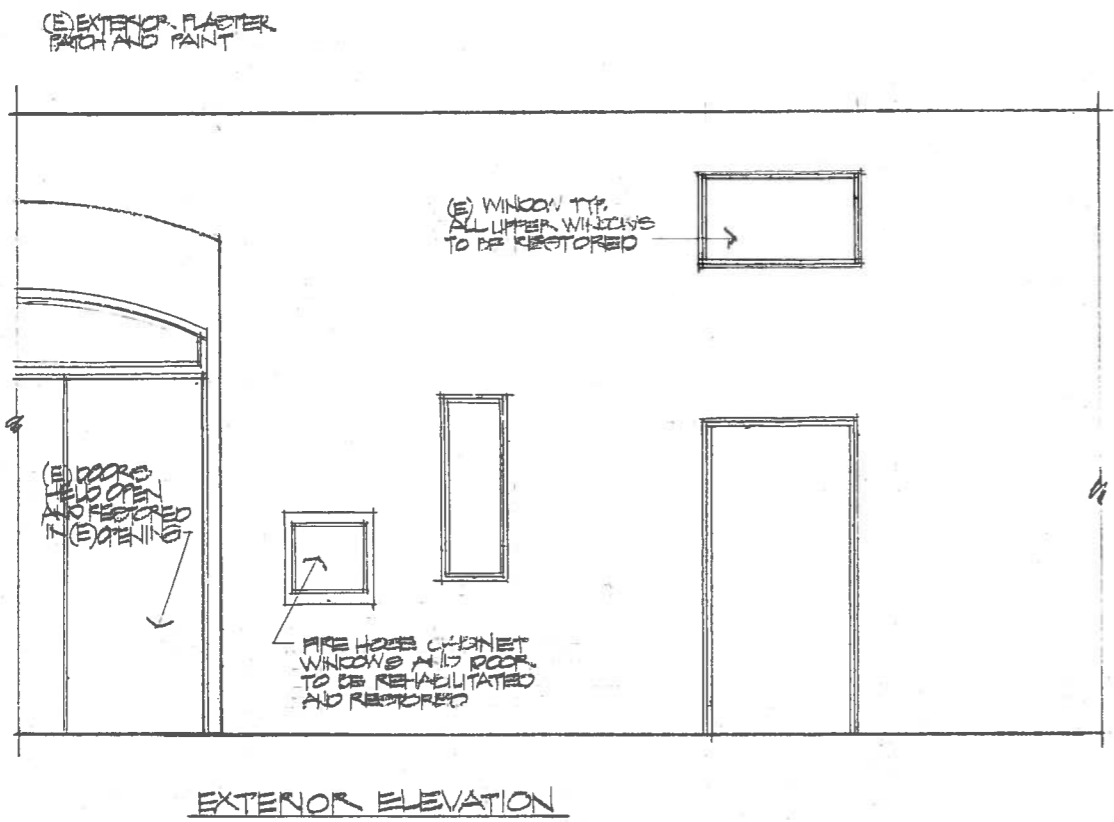 (E) EXTERIOR PLASTER
PATCH AND PAINT
(E) WINDOW TYP.
ALL UPPER WINDOWS
TO BE RESTORED
(E) DOORS
HELD OPEN
AND RESTORED
IN (E) OPENING
FIRE HOSE CABINET
WINDOWS AND DOOR
TO BE REHABILITATED
AND RESTORED
EXTERIOR ELEVATION